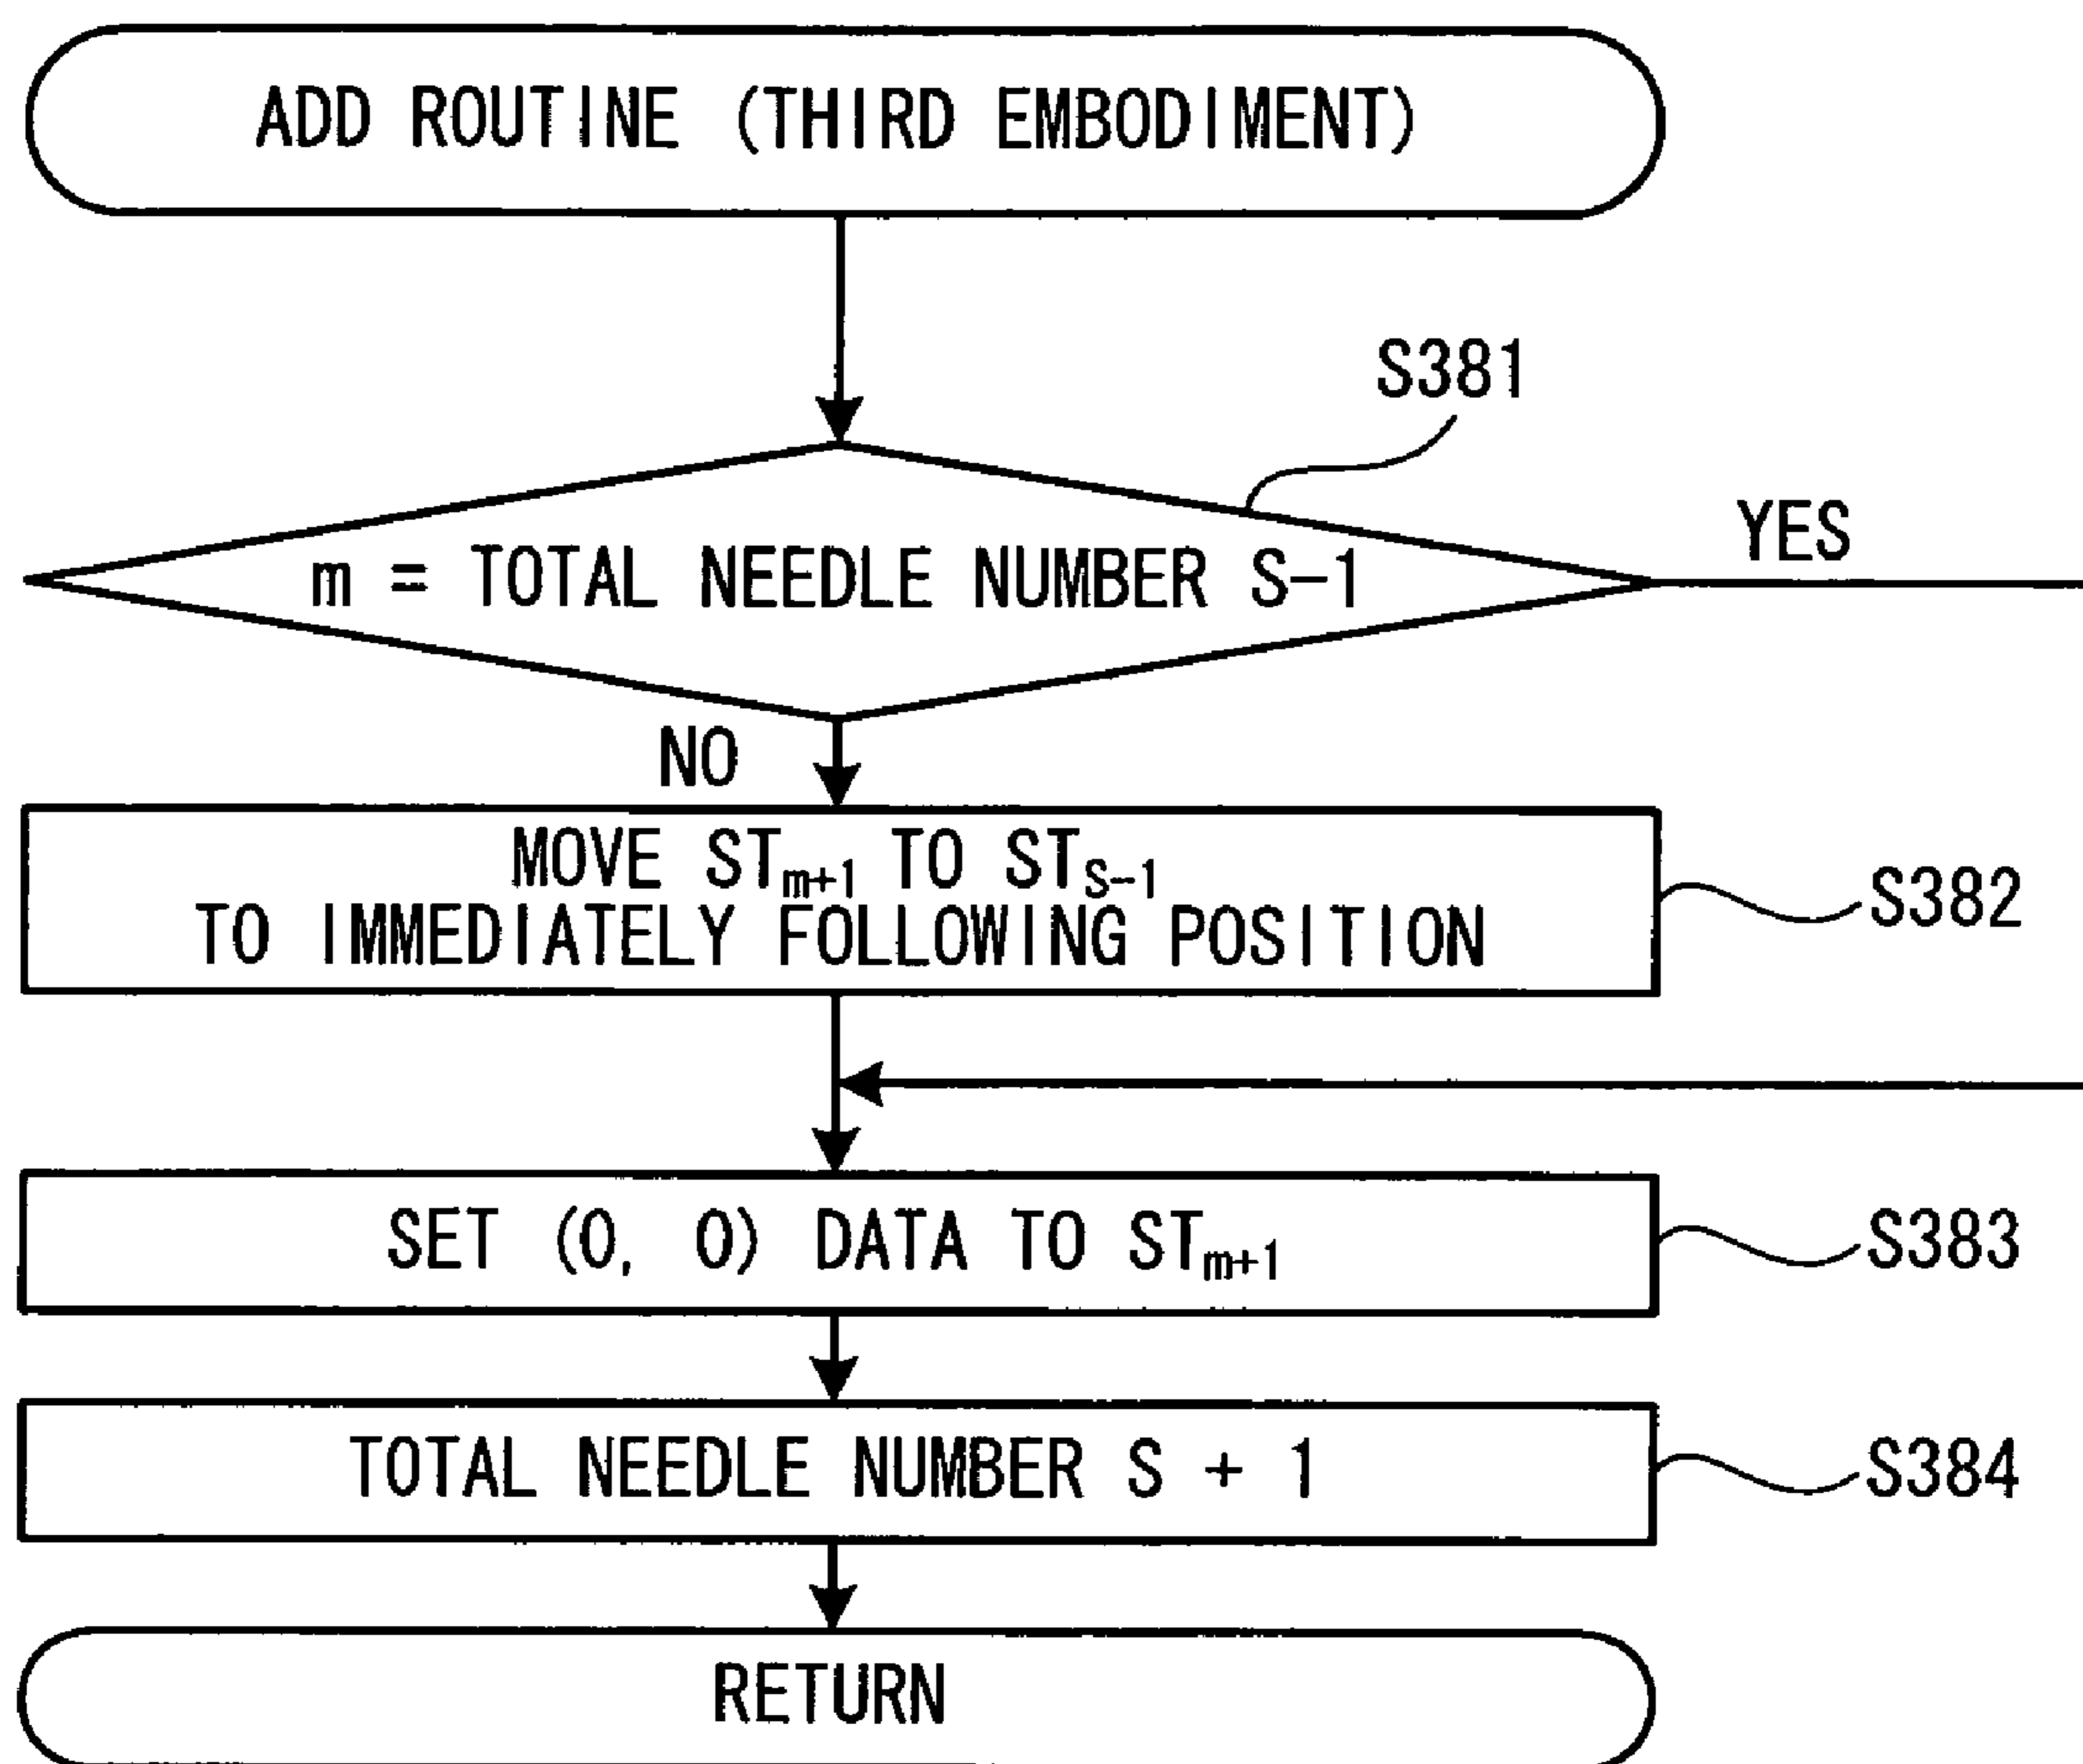 ADD ROUTINE (THIRD EMBODIMENT)
S381
m = TOTAL NEEDLE NUMBER S-1
YES
NO
MOVE STm+1 TO STS-1
TO IMMEDIATELY FOLLOWING POSITION
S382
SET (0, 0) DATA TO STm+1
S383
TOTAL NEEDLE NUMBER S + 1
S384
RETURN